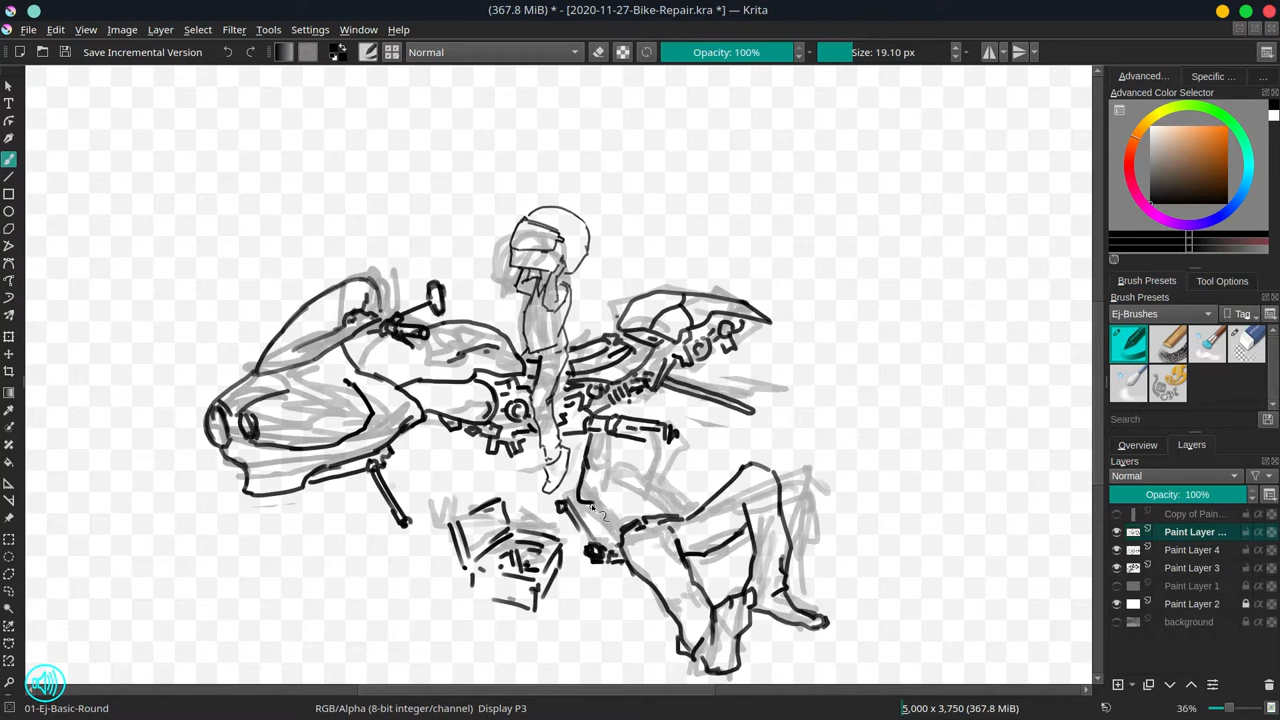 (367.8 MiB) * - [2020-11-27-Bike-Repair.kra *] — Krita
File Edit View Image Layer Select Filter Tools Settings Window Help
Save Incremental Version Normal Opacity: 100% Size: 19.10 px
Advanced... Specific ... ...
Advanced Color Selector
Brush Presets Tool Options
Brush Presets
Ej-Brushes Tag
Search
Overview Layers
Layers
Normal
Opacity: 100%
Copy of Pain...
Paint Layer ...
Paint Layer 4
Paint Layer 3
Paint Layer 1
Paint Layer 2
background
01-Ej-Basic-Round RGB/Alpha (8-bit integer/channel) Display P3 5,000 x 3,750 (367.8 MiB) 36%